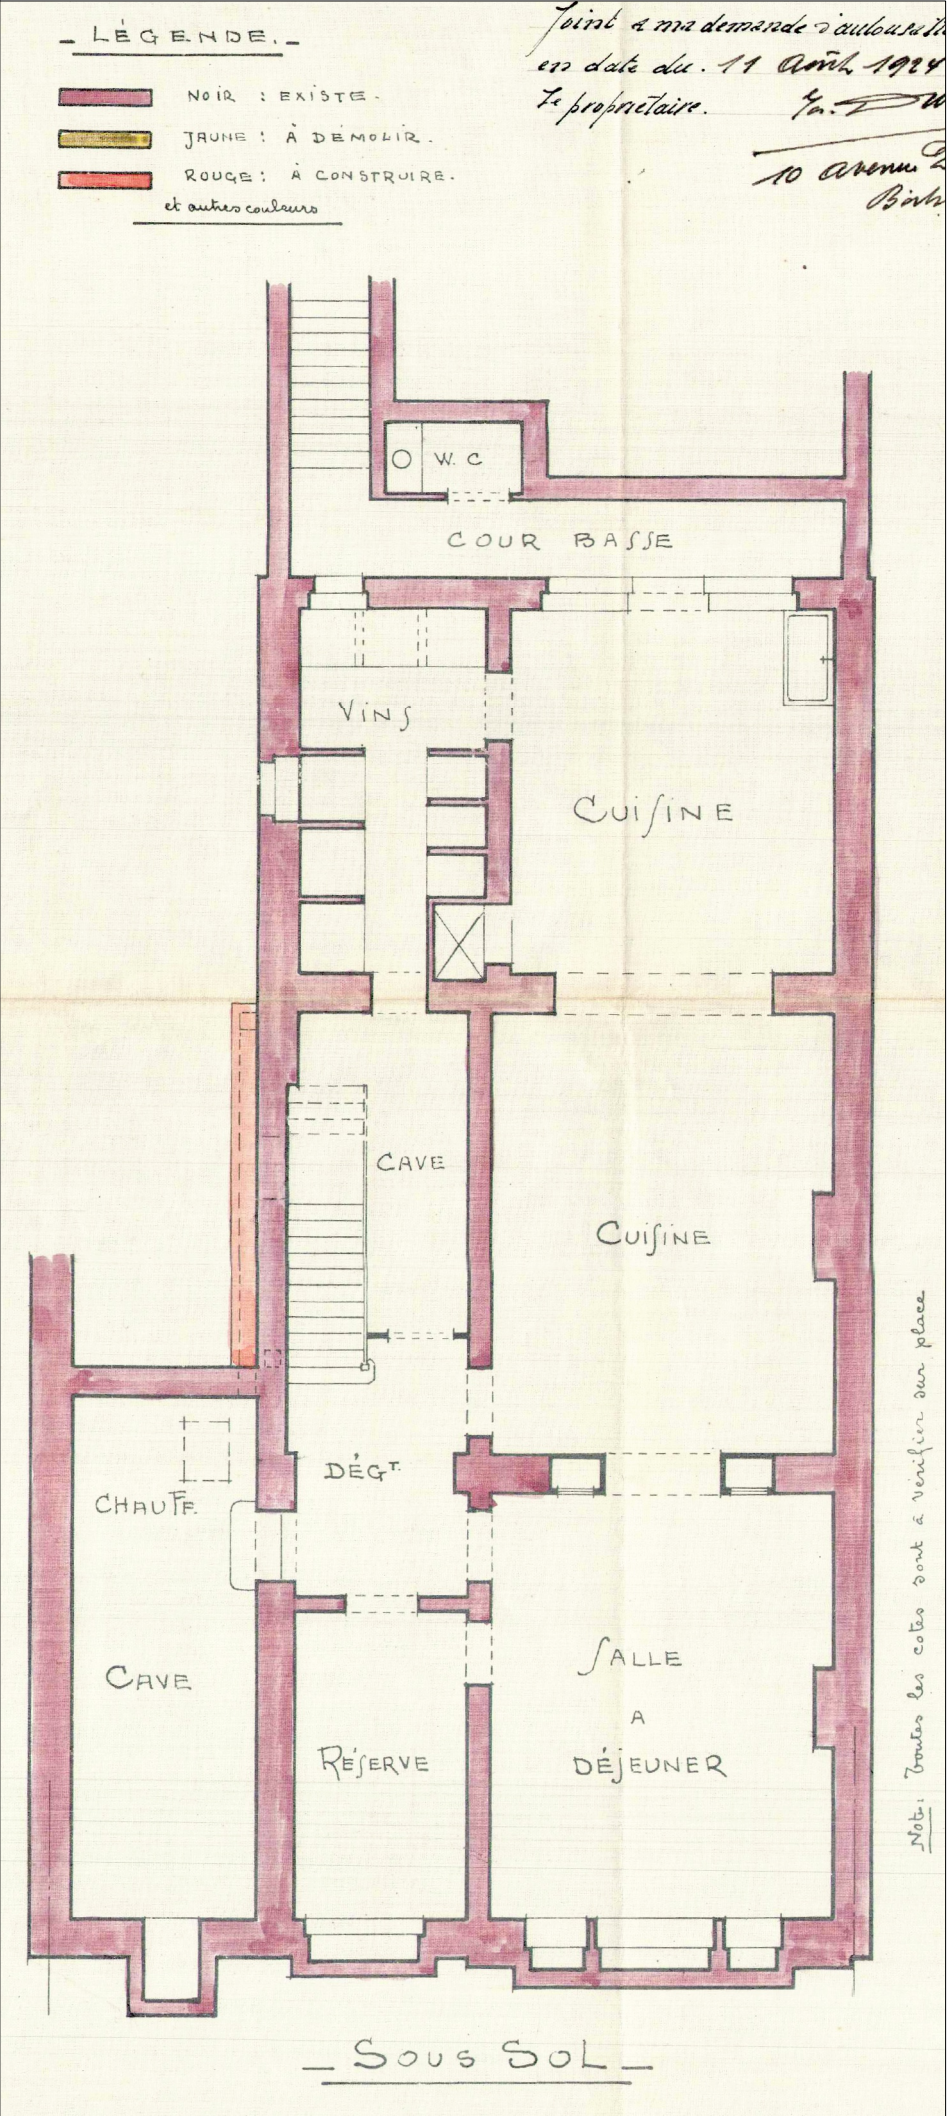 _ LÉGENDE. _
NOIR : EXISTE.
JAUNE : À DÉMOLIR.
ROUGE : À CONSTRUIRE.
et autres couleurs
Joint a ma demande
en date du. 11 Août 1924
Le propriétaire.
10 avenue
W.C
COUR BASSE
VINS
CUISINE
CAVE
CUISINE
DÉGT.
CHAUFF.
CAVE
SALLE
A
DÉJEUNER
RÉSERVE
Note: Toutes les cotes sont à vérifier sur place
_ SOUS SOL _